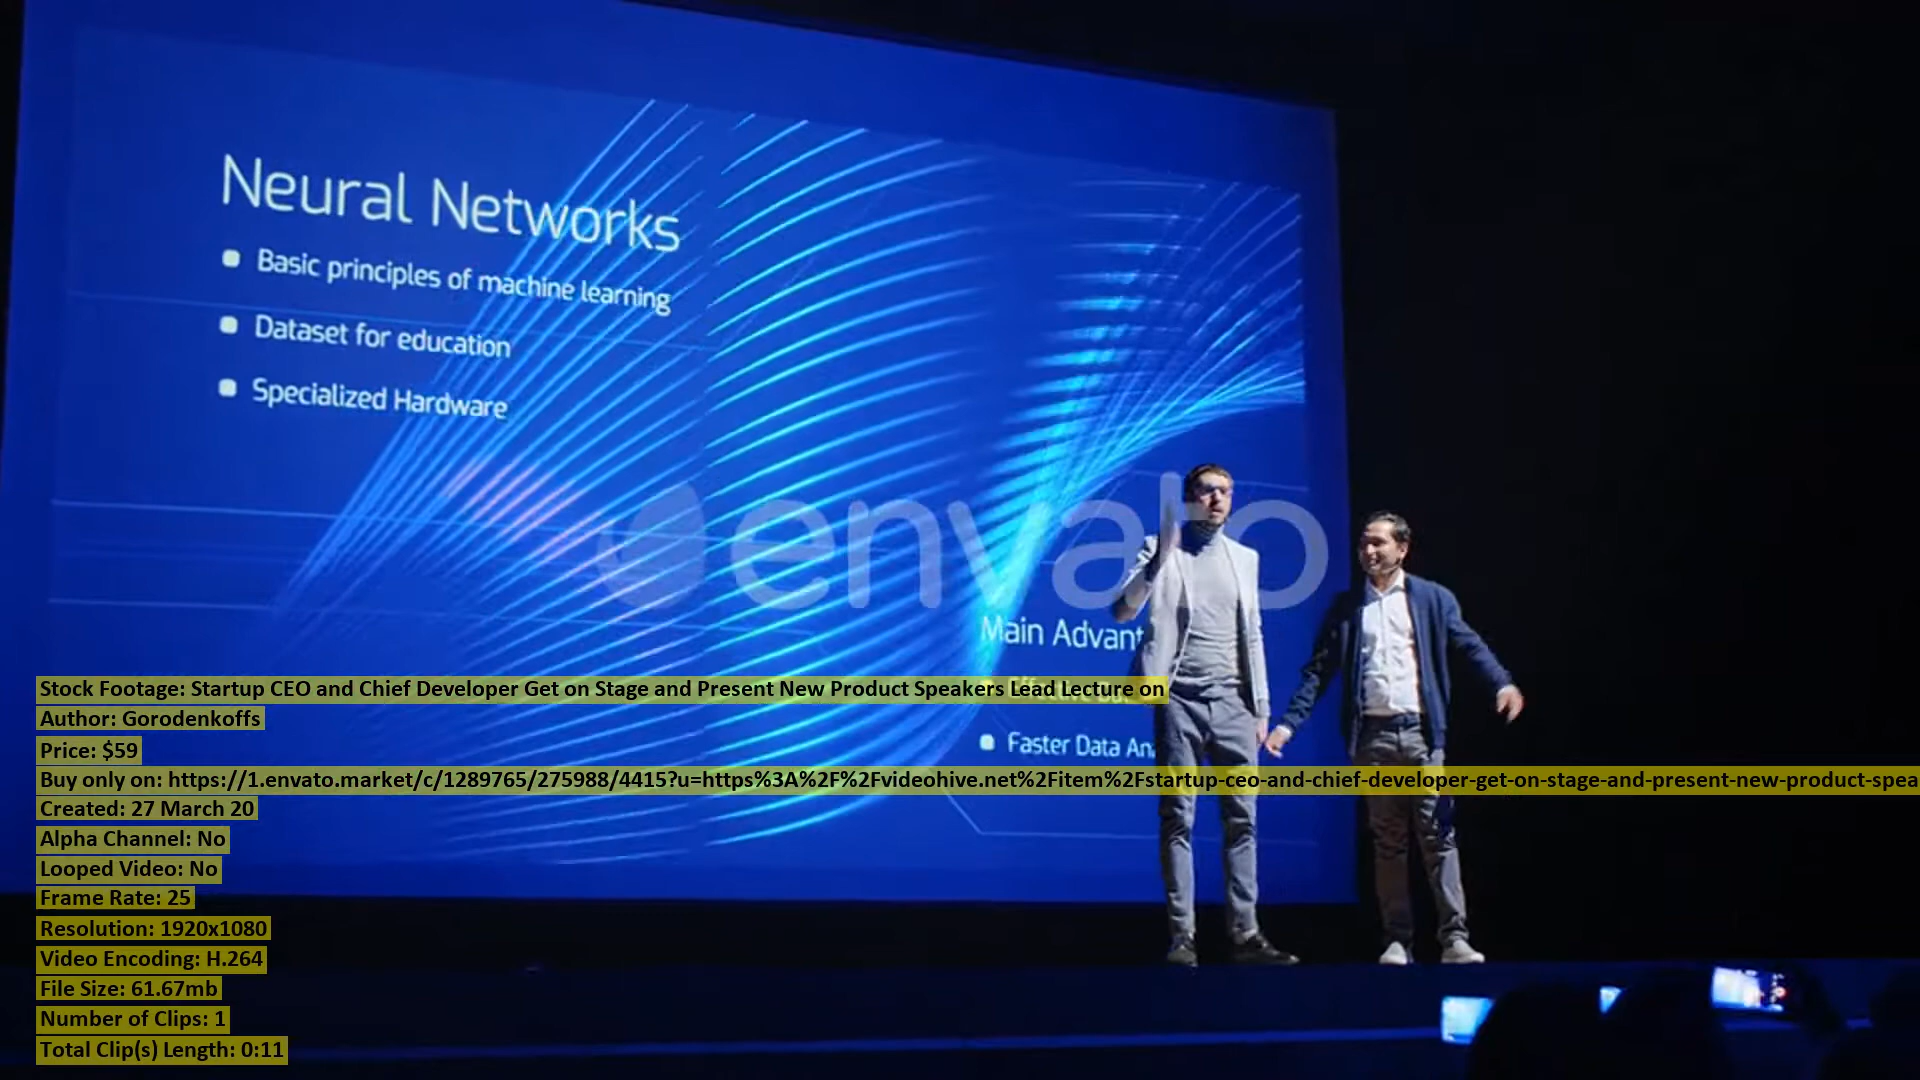 Neural Networks
Basic principles of machine learning
Dataset for education
Specialized Hardware
envato
Main Advant
Faster Data An
Stock Footage: Startup CEO and Chief Developer Get on Stage and Present New Product Speakers Lead Lecture on
Author: Gorodenkoffs
Price: $59
Buy only on: https://1.envato.market/c/1289765/275988/4415?u=https%3A%2F%2Fvideohive.net%2Fitem%2Fstartup-ceo-and-chief-developer-get-on-stage-and-present-new-product-spea
Created: 27 March 20
Alpha Channel: No
Looped Video: No
Frame Rate: 25
Resolution: 1920x1080
Video Encoding: H.264
File Size: 61.67mb
Number of Clips: 1
Total Clip(s) Length: 0:11